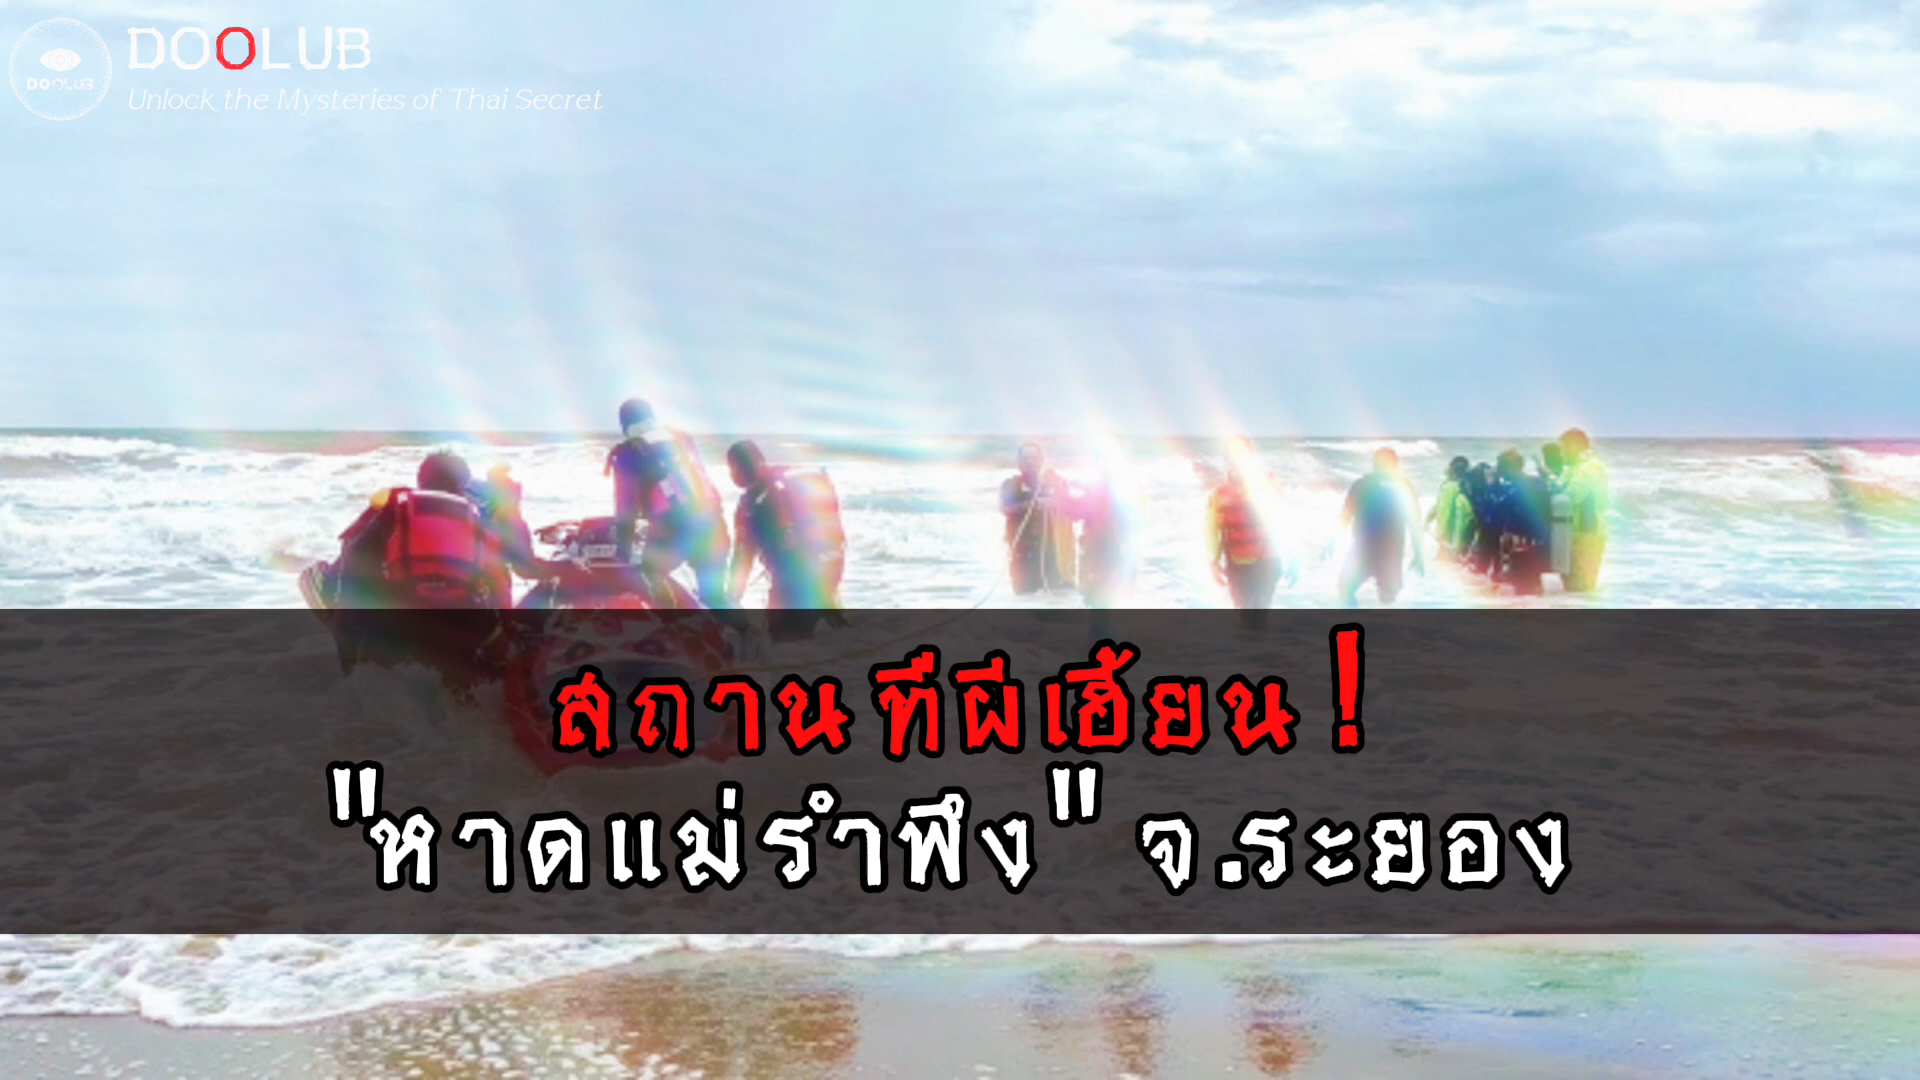 DOOLUB
DOOLUB
Unlock the Mysteries of Thai Secret
สถานที่ผีเฮี้ยน !
"หาดแม่รำพึง" จ.ระยอง